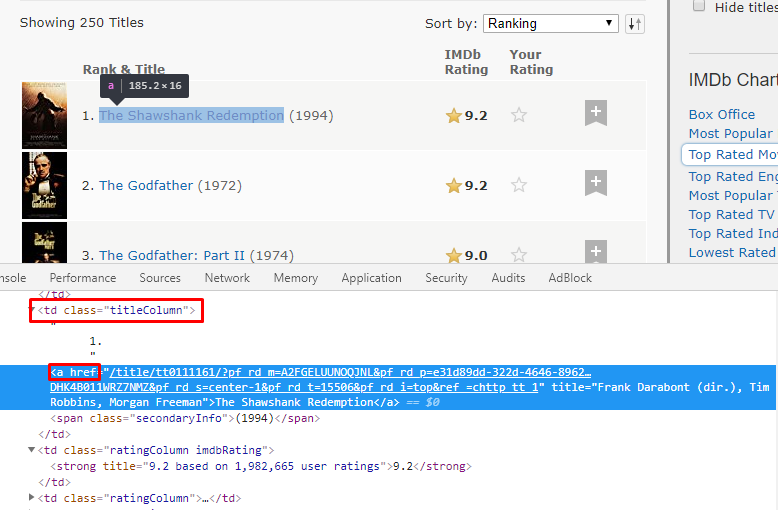 Showing 250 Titles
Sort by: Ranking
Hide titles
Rank & Title
IMDb Rating
Your Rating
a | 185.2 × 16
1. The Shawshank Redemption (1994)
9.2
2. The Godfather (1972)
9.2
3. The Godfather: Part II (1974)
9.0
IMDb Chart
Box Office
Most Popular
Top Rated Mo
Top Rated Eng
Most Popular
Top Rated TV
Top Rated Ind
Lowest Rated
nsole Performance Sources Network Memory Application Security Audits AdBlock
</td>
<td class="titleColumn">
"
1.
"
<a href="/title/tt0111161/?pf_rd_m=A2FGELUUNOQJNL&pf_rd_p=e31d89dd-322d-4646-8962…
DHK4B011WRZ7NMZ&pf_rd_s=center-1&pf_rd_t=15506&pf_rd_i=top&ref_=chttp_tt_1" title="Frank Darabont (dir.), Tim
Robbins, Morgan Freeman">The Shawshank Redemption</a> == $0
<span class="secondaryInfo">(1994)</span>
</td>
<td class="ratingColumn imdbRating">
<strong title="9.2 based on 1,982,665 user ratings">9.2</strong>
</td>
<td class="ratingColumn">…</td>